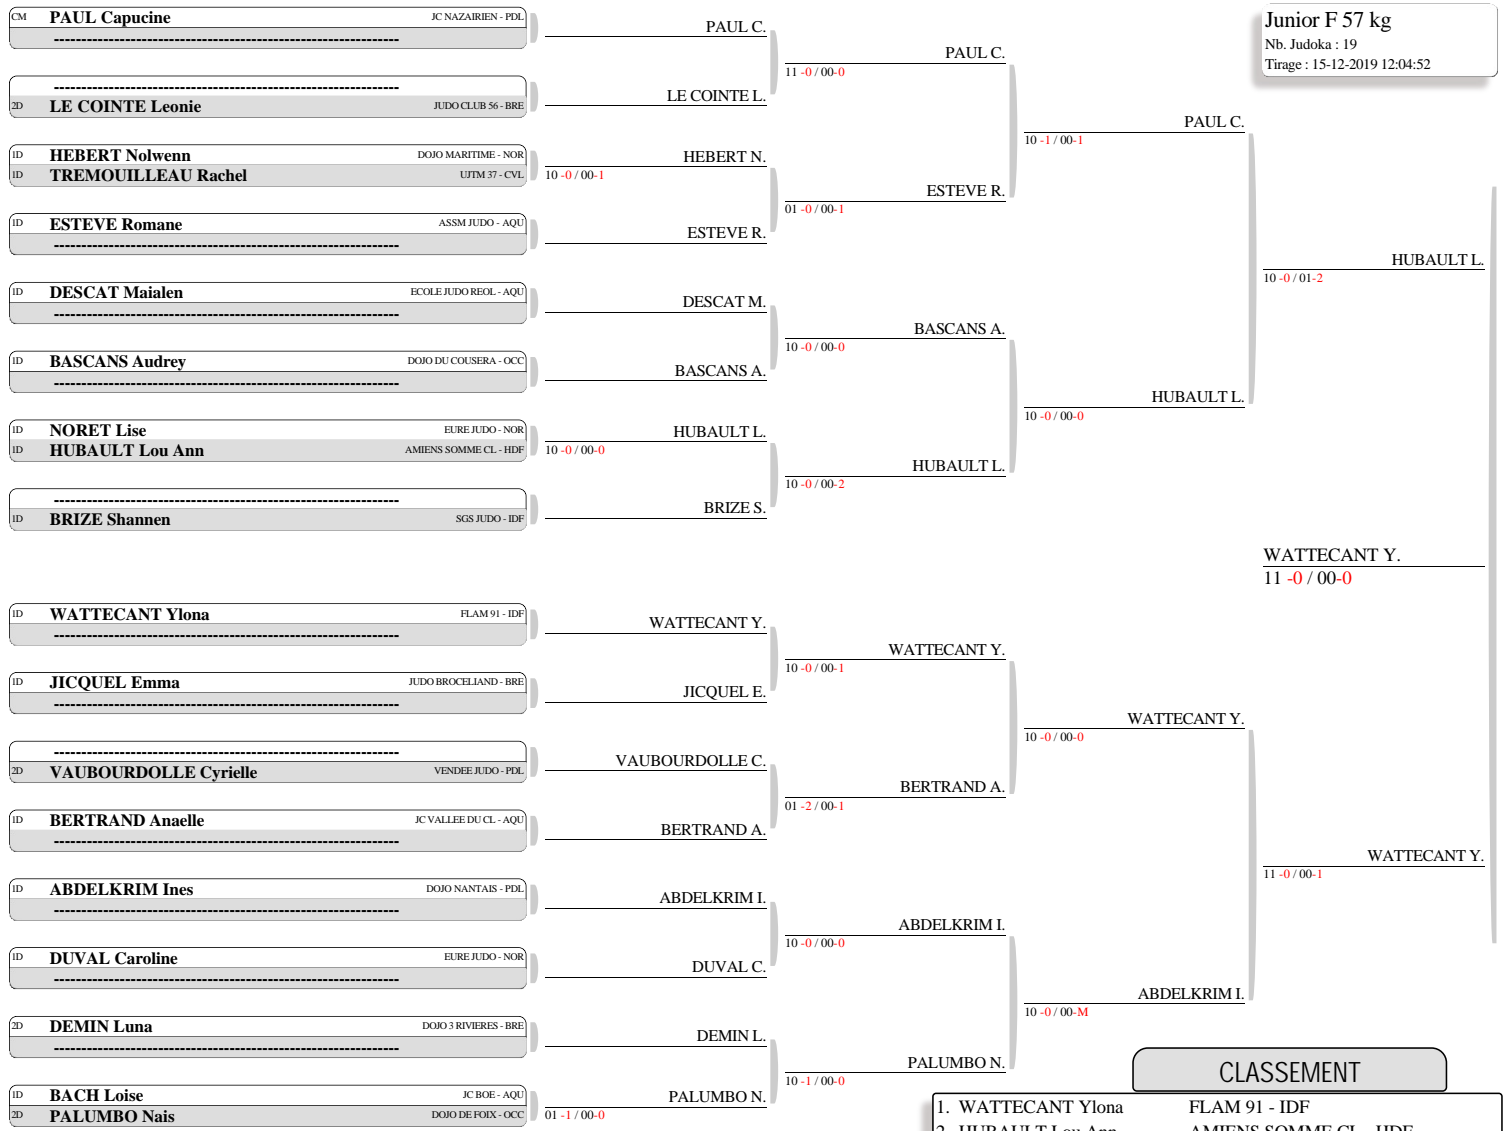 Junior F 57 kg
Nb. Judoka : 19
Tirage : 15-12-2019 12:04:52
CM PAUL Capucine JC NAZAIRIEN - PDL
----------------------------------------------------------------
----------------------------------------------------------------
2D LE COINTE Leonie JUDO CLUB 56 - BRE
1D HEBERT Nolwenn DOJO MARITIME - NOR
1D TREMOUILLEAU Rachel UJTM 37 - CVL
1D ESTEVE Romane ASSM JUDO - AQU
----------------------------------------------------------------
1D DESCAT Maialen ECOLE JUDO REOL - AQU
----------------------------------------------------------------
1D BASCANS Audrey DOJO DU COUSERA - OCC
----------------------------------------------------------------
1D NORET Lise EURE JUDO - NOR
1D HUBAULT Lou Ann AMIENS SOMME CL - HDF
----------------------------------------------------------------
1D BRIZE Shannen SGS JUDO - IDF
1D WATTECANT Ylona FLAM 91 - IDF
----------------------------------------------------------------
1D JICQUEL Emma JUDO BROCELIAND - BRE
----------------------------------------------------------------
----------------------------------------------------------------
2D VAUBOURDOLLE Cyrielle VENDEE JUDO - PDL
1D BERTRAND Anaelle JC VALLEE DU CL - AQU
----------------------------------------------------------------
1D ABDELKRIM Ines DOJO NANTAIS - PDL
----------------------------------------------------------------
1D DUVAL Caroline EURE JUDO - NOR
----------------------------------------------------------------
2D DEMIN Luna DOJO 3 RIVIERES - BRE
----------------------------------------------------------------
1D BACH Loise JC BOE - AQU
2D PALUMBO Nais DOJO DE FOIX - OCC
PAUL C.
LE COINTE L.
HEBERT N.
10 -0 / 00-1
ESTEVE R.
DESCAT M.
BASCANS A.
HUBAULT L.
10 -0 / 00-0
BRIZE S.
WATTECANT Y.
JICQUEL E.
VAUBOURDOLLE C.
BERTRAND A.
ABDELKRIM I.
DUVAL C.
DEMIN L.
PALUMBO N.
01 -1 / 00-0
PAUL C.
11 -0 / 00-0
ESTEVE R.
01 -0 / 00-1
BASCANS A.
10 -0 / 00-0
HUBAULT L.
10 -0 / 00-2
WATTECANT Y.
10 -0 / 00-1
BERTRAND A.
01 -2 / 00-1
ABDELKRIM I.
10 -0 / 00-0
PALUMBO N.
10 -1 / 00-0
PAUL C.
10 -1 / 00-1
HUBAULT L.
10 -0 / 00-0
WATTECANT Y.
10 -0 / 00-0
ABDELKRIM I.
10 -0 / 00-M
HUBAULT L.
10 -0 / 01-2
WATTECANT Y.
11 -0 / 00-1
WATTECANT Y.
11 -0 / 00-0
CLASSEMENT
1. WATTECANT Ylona FLAM 91 - IDF
2. HUBAULT Lou Ann AMIENS SOMME CL - HDF